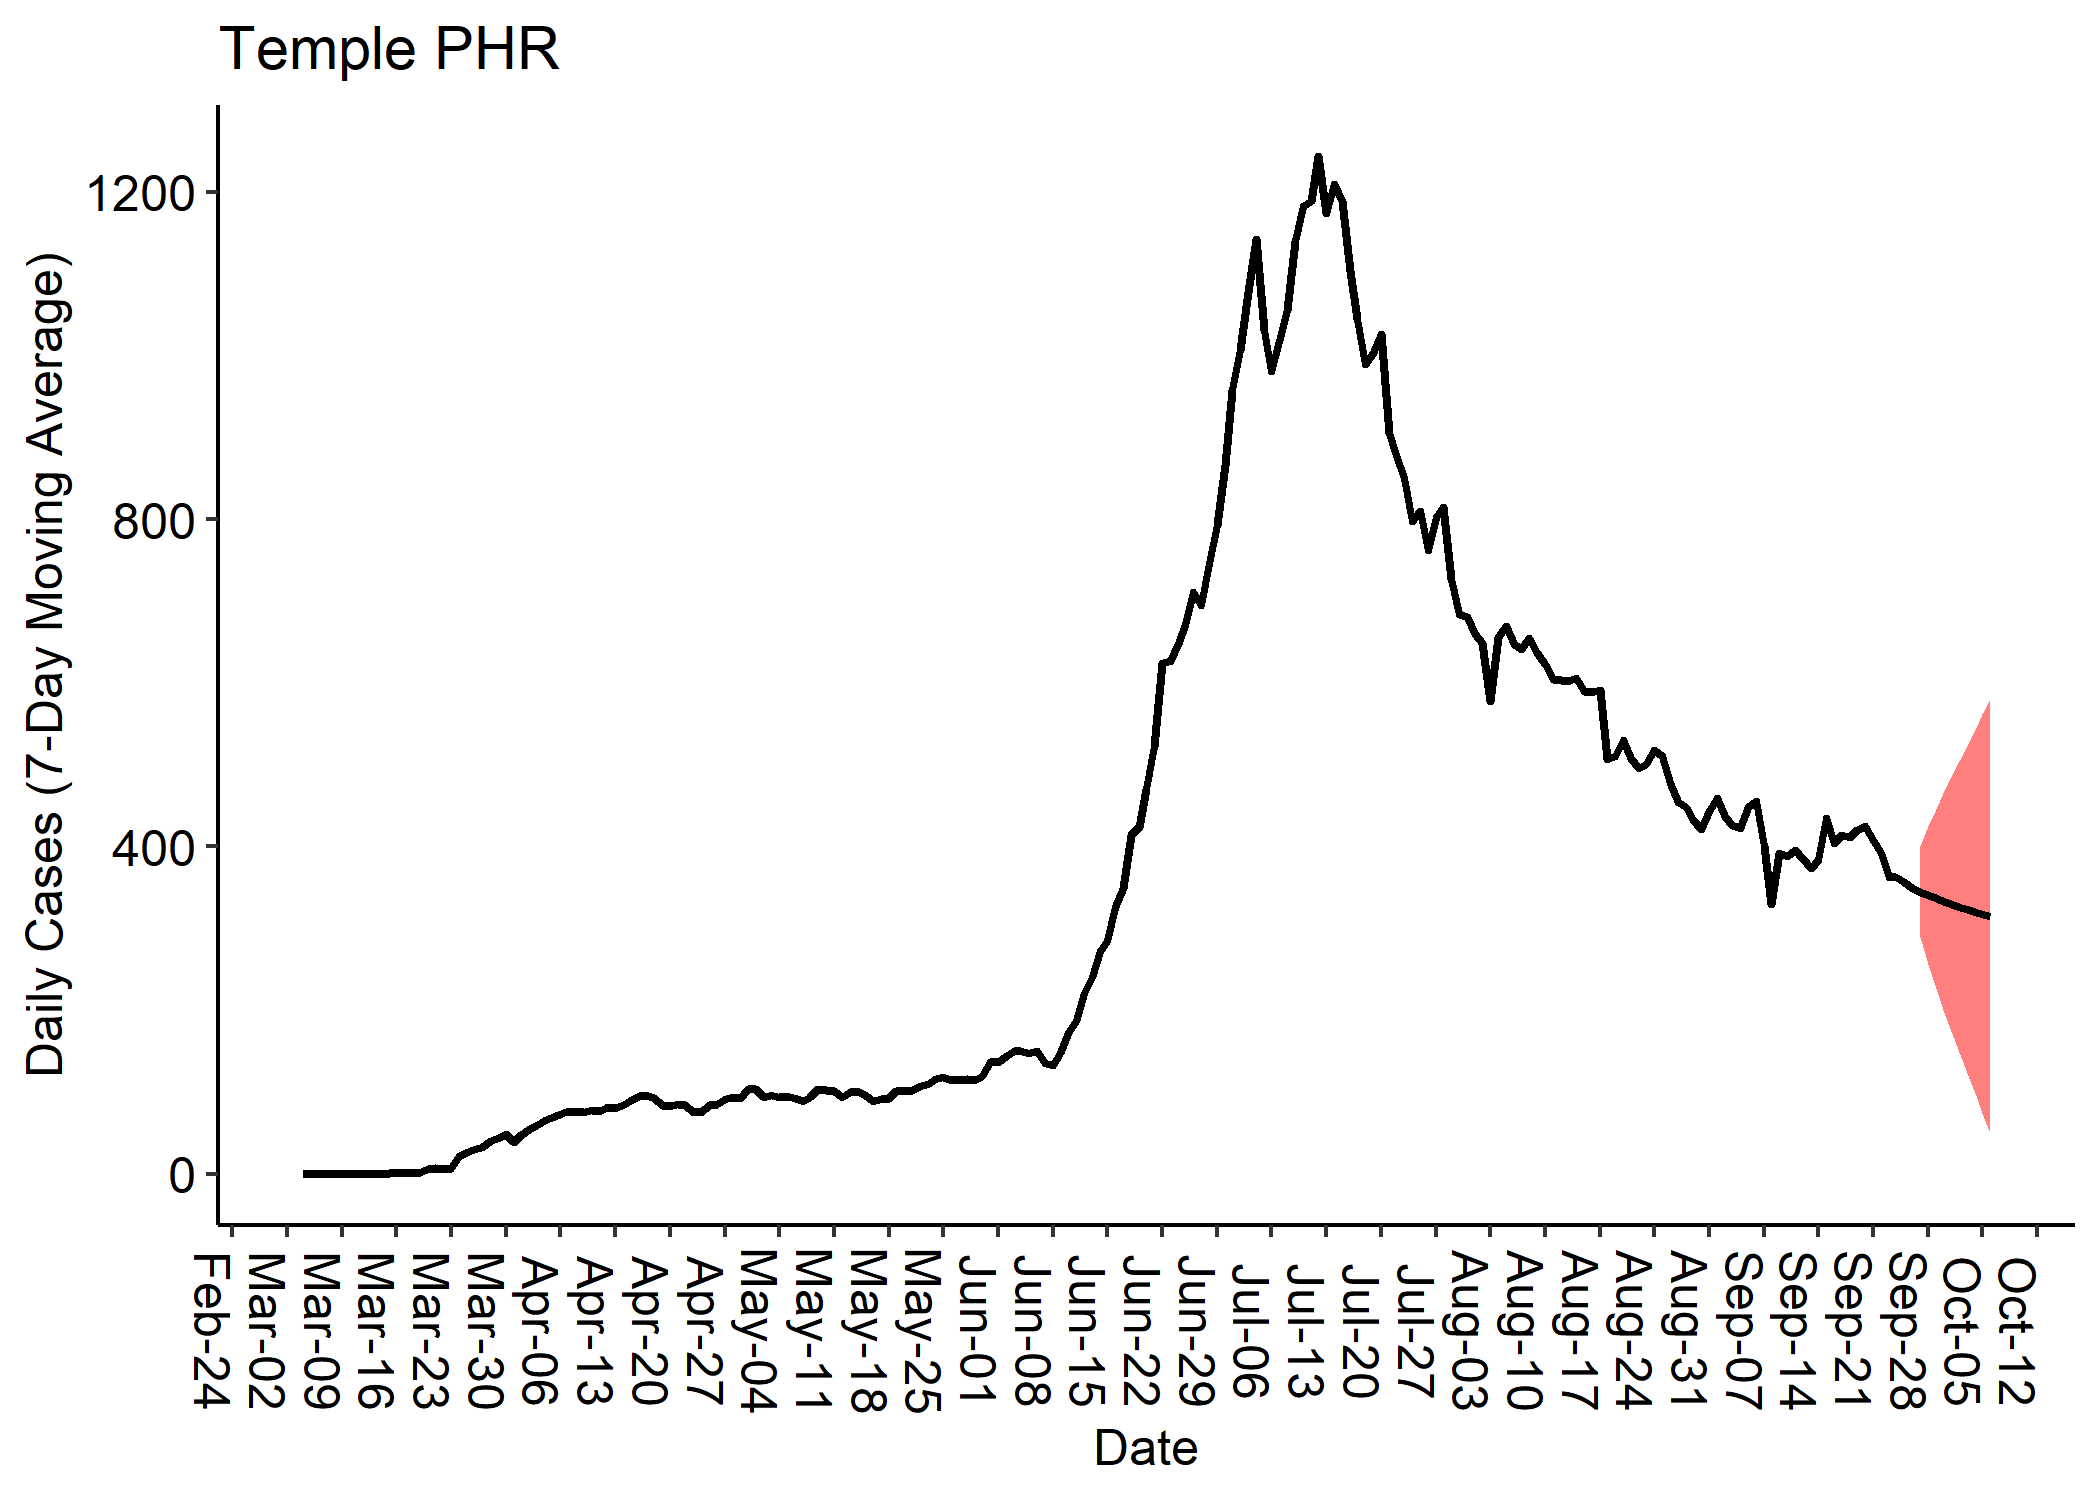 Temple PHR
Daily Cases (7-Day Moving Average)
1200
800
400
0
Feb-24
Mar-02
Mar-09
Mar-16
Mar-23
Mar-30
Apr-06
Apr-13
Apr-20
Apr-27
May-04
May-11
May-18
May-25
Jun-01
Jun-08
Jun-15
Jun-22
Jun-29
Jul-06
Jul-13
Jul-20
Jul-27
Aug-03
Aug-10
Aug-17
Aug-24
Aug-31
Sep-07
Sep-14
Sep-21
Sep-28
Oct-05
Oct-12
Date